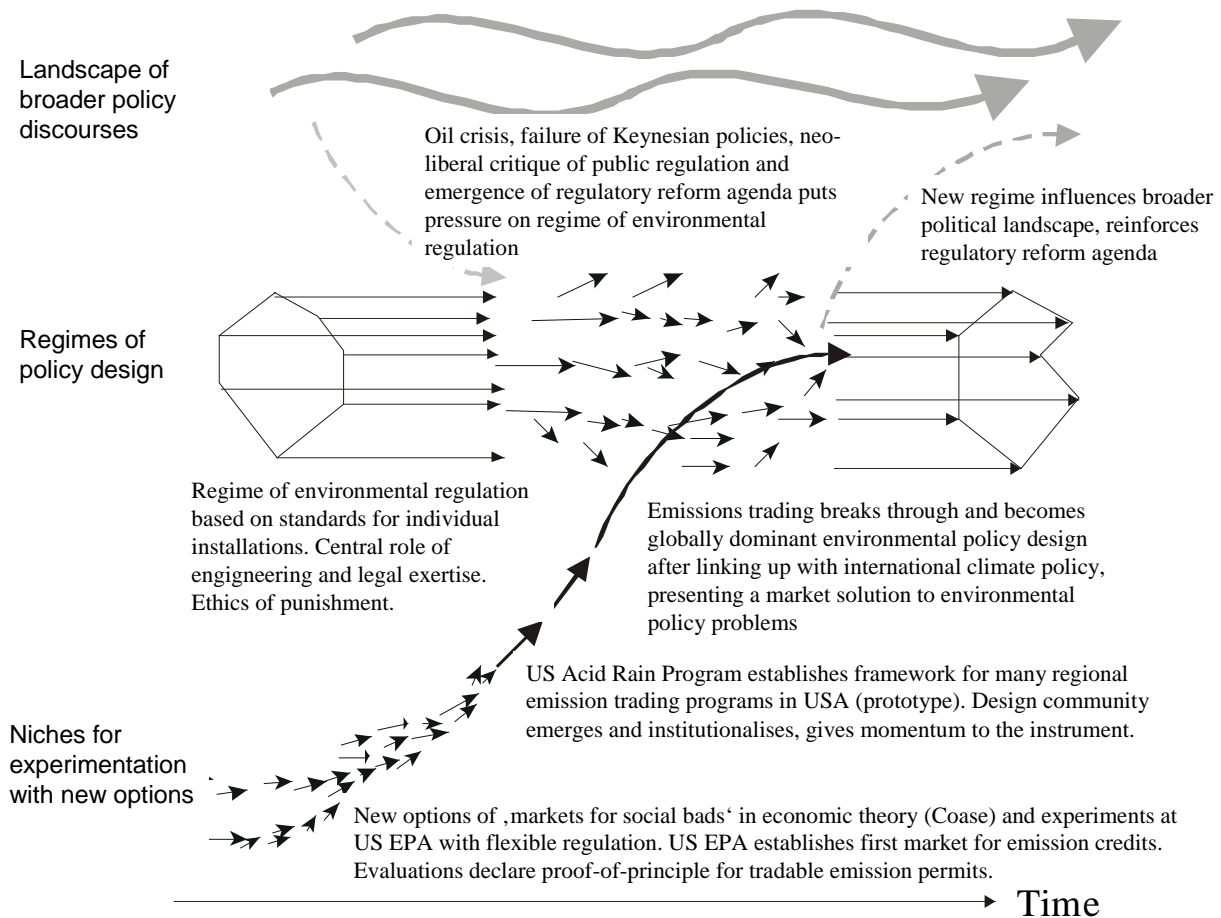 Landscape of
broader policy
discourses
Oil crisis, failure of Keynesian policies, neo-
liberal critique of public regulation and
emergence of regulatory reform agenda puts
pressure on regime of environmental
regulation
New regime influences broader
political landscape, reinforces
regulatory reform agenda
Regimes of
policy design
Regime of environmental regulation
based on standards for individual
installations. Central role of
engigneering and legal exertise.
Ethics of punishment.
Emissions trading breaks through and becomes
globally dominant environmental policy design
after linking up with international climate policy,
presenting a market solution to environmental
policy problems
US Acid Rain Program establishes framework for many regional
emission trading programs in USA (prototype). Design community
emerges and institutionalises, gives momentum to the instrument.
Niches for
experimentation
with new options
New options of ‚markets for social bads‘ in economic theory (Coase) and experiments at
US EPA with flexible regulation. US EPA establishes first market for emission credits.
Evaluations declare proof-of-principle for tradable emission permits.
Time